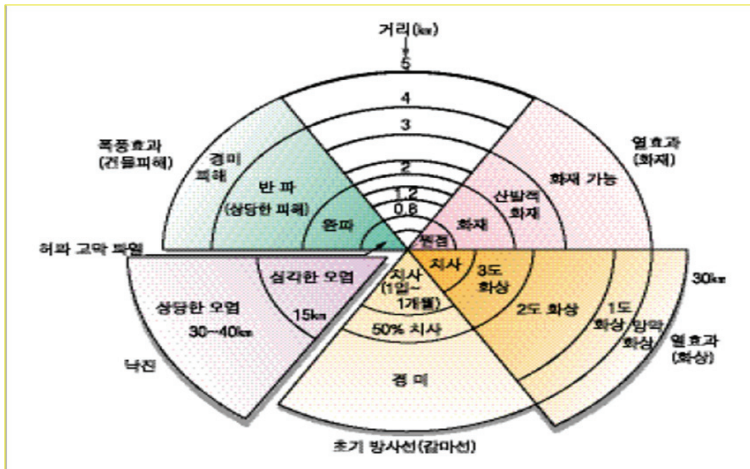 거리(㎞)
5
4
3
2
1.2
0.8
폭풍효과
(건물피해)
경미
피해
반 파
(상당한 피해)
완파
열효과
(화재)
화재 가능
산발적
화재
화재
원점
허파 고막 파열
심각한 오염
15㎞
상당한 오염
30~40㎞
낙진
치사
(1일~
1개월)
50% 치사
경 미
초기 방사선(감마선)
치사
3도
화상
2도 화상
1도
화상
망막
화상
30㎞
열효과
(화상)